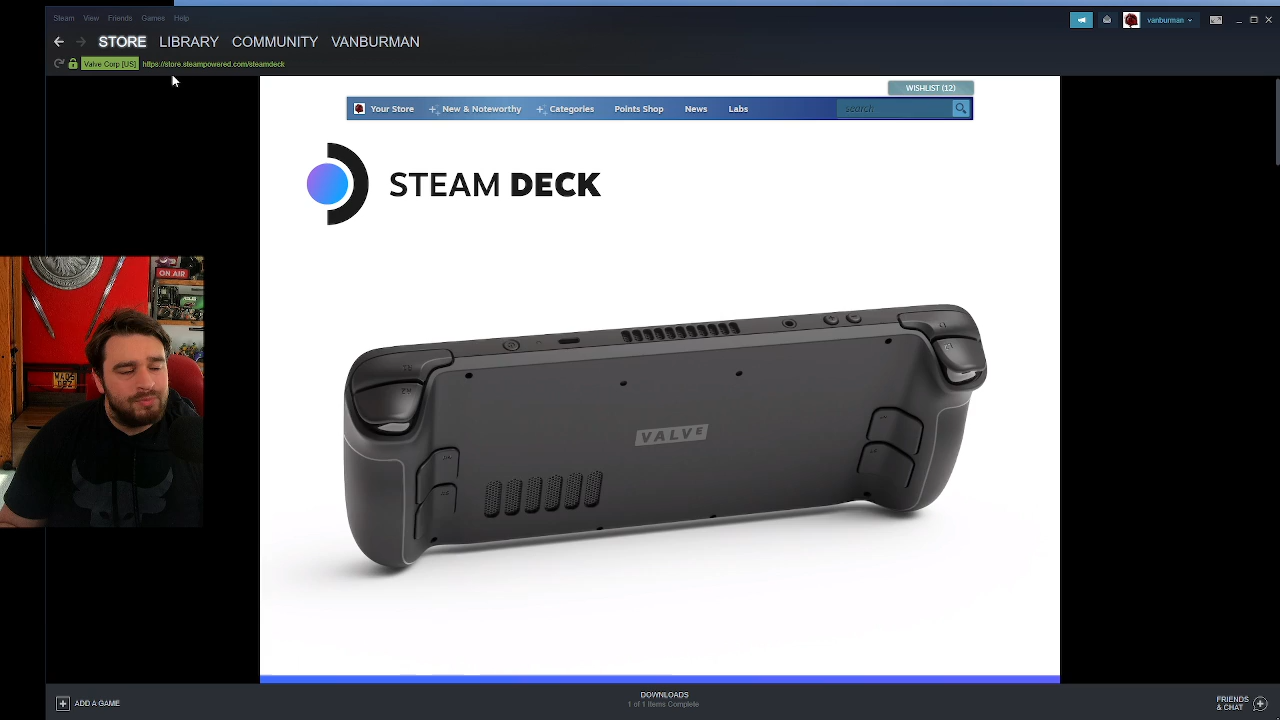 Steam View Friends Games Help
vanburman
STORE LIBRARY COMMUNITY VANBURMAN
Valve Corp [US] https://store.steampowered.com/steamdeck
WISHLIST (12)
Your Store New & Noteworthy Categories Points Shop News Labs search
STEAM DECK
ON AIR
VALVE
ADD A GAME
DOWNLOADS
1 of 1 Items Complete
FRIENDS
& CHAT